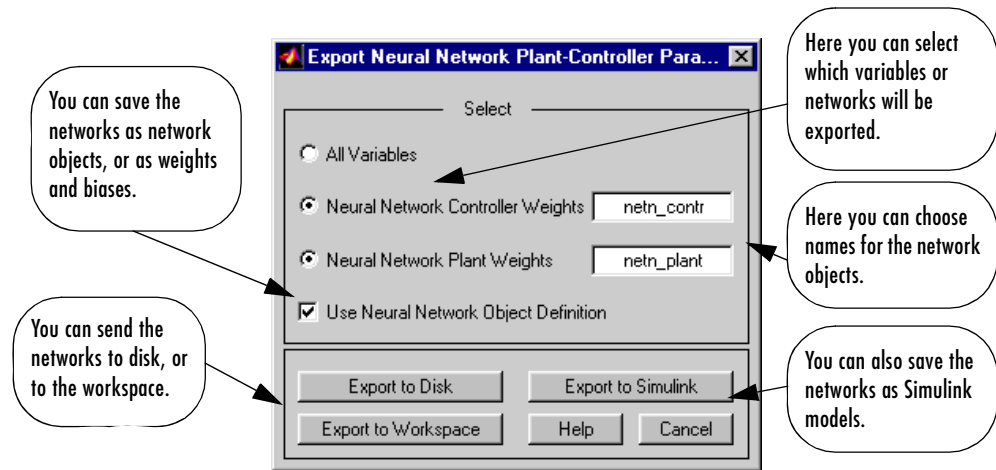 Export Neural Network Plant-Controller Para...
Here you can select
which variables or
networks will be
exported.
You can save the
networks as network
objects, or as weights
and biases.
Select
All Variables
Neural Network Controller Weights netn_contr
Neural Network Plant Weights netn_plant
Use Neural Network Object Definition
Here you can choose
names for the network
objects.
You can send the
networks to disk, or
to the workspace.
Export to Disk Export to Simulink
Export to Workspace Help Cancel
You can also save the
networks as Simulink
models.